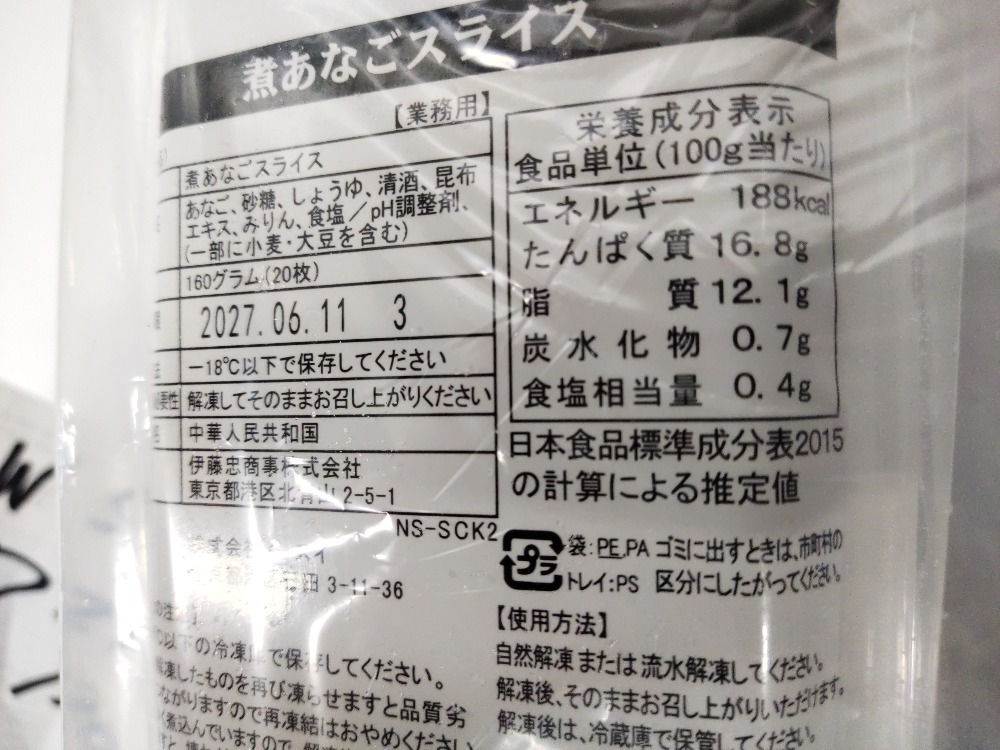 煮あなごスライス
【業務用】
煮あなごスライス
あなご、砂糖、しょうゆ、清酒、昆布
エキス、みりん、食塩／pH調整剤、
(一部に小麦・大豆を含む)
160グラム(20枚)
2027.06.11 3
－18℃以下で保存してください
要性 解凍してそのままお召し上がりください
中華人民共和国
伊藤忠商事株式会社
東京都港区北青山2-5-1
NS-SCK2
株式会社
3-11-36
以下の冷凍庫で保存してください。
凍したものを再び凍らせますと品質劣
ながりますので再凍結はおやめください
く煮込んでいますので、
栄養成分表示
食品単位(100g当たり)
エネルギー 188kcal
たんぱく質 16.8g
脂質 12.1g
炭水化物 0.7g
食塩相当量 0.4g
日本食品標準成分表2015
の計算による推定値
プラ
袋:PE,PA ゴミに出すときは、市町村の
トレイ:PS 区分にしたがってください。
【使用方法】
自然解凍または流水解凍してください。
解凍後、そのままお召し上がりいただけます。
解凍後は、冷蔵庫で保管してください。